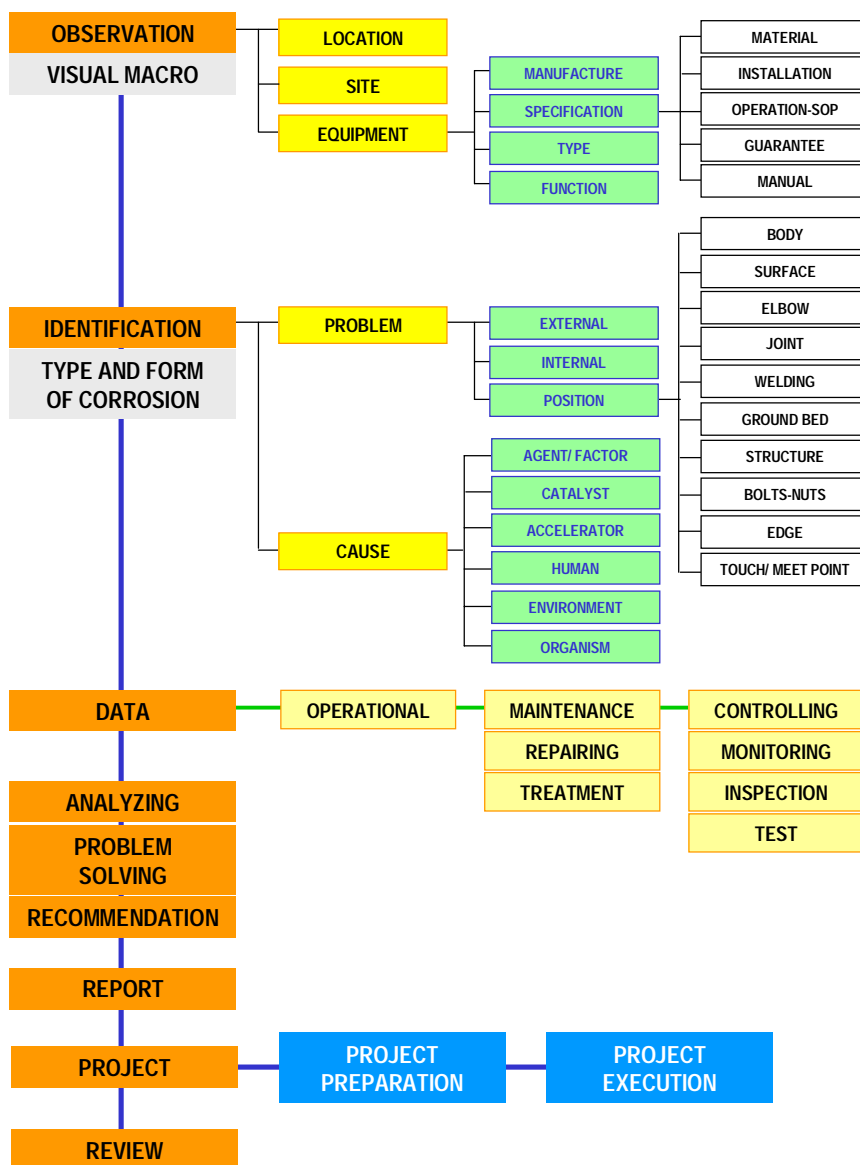 OBSERVATION
VISUAL MACRO
LOCATION
SITE
EQUIPMENT
MANUFACTURE
SPECIFICATION
TYPE
FUNCTION
MATERIAL
INSTALLATION
OPERATION-SOP
GUARANTEE
MANUAL
IDENTIFICATION
TYPE AND FORM
OF CORROSION
PROBLEM
EXTERNAL
INTERNAL
POSITION
BODY
SURFACE
ELBOW
JOINT
WELDING
GROUND BED
STRUCTURE
BOLTS-NUTS
EDGE
TOUCH/ MEET POINT
CAUSE
AGENT/ FACTOR
CATALYST
ACCELERATOR
HUMAN
ENVIRONMENT
ORGANISM
DATA
OPERATIONAL
MAINTENANCE
REPAIRING
TREATMENT
CONTROLLING
MONITORING
INSPECTION
TEST
ANALYZING
PROBLEM
SOLVING
RECOMMENDATION
REPORT
PROJECT
PROJECT
PREPARATION
PROJECT
EXECUTION
REVIEW